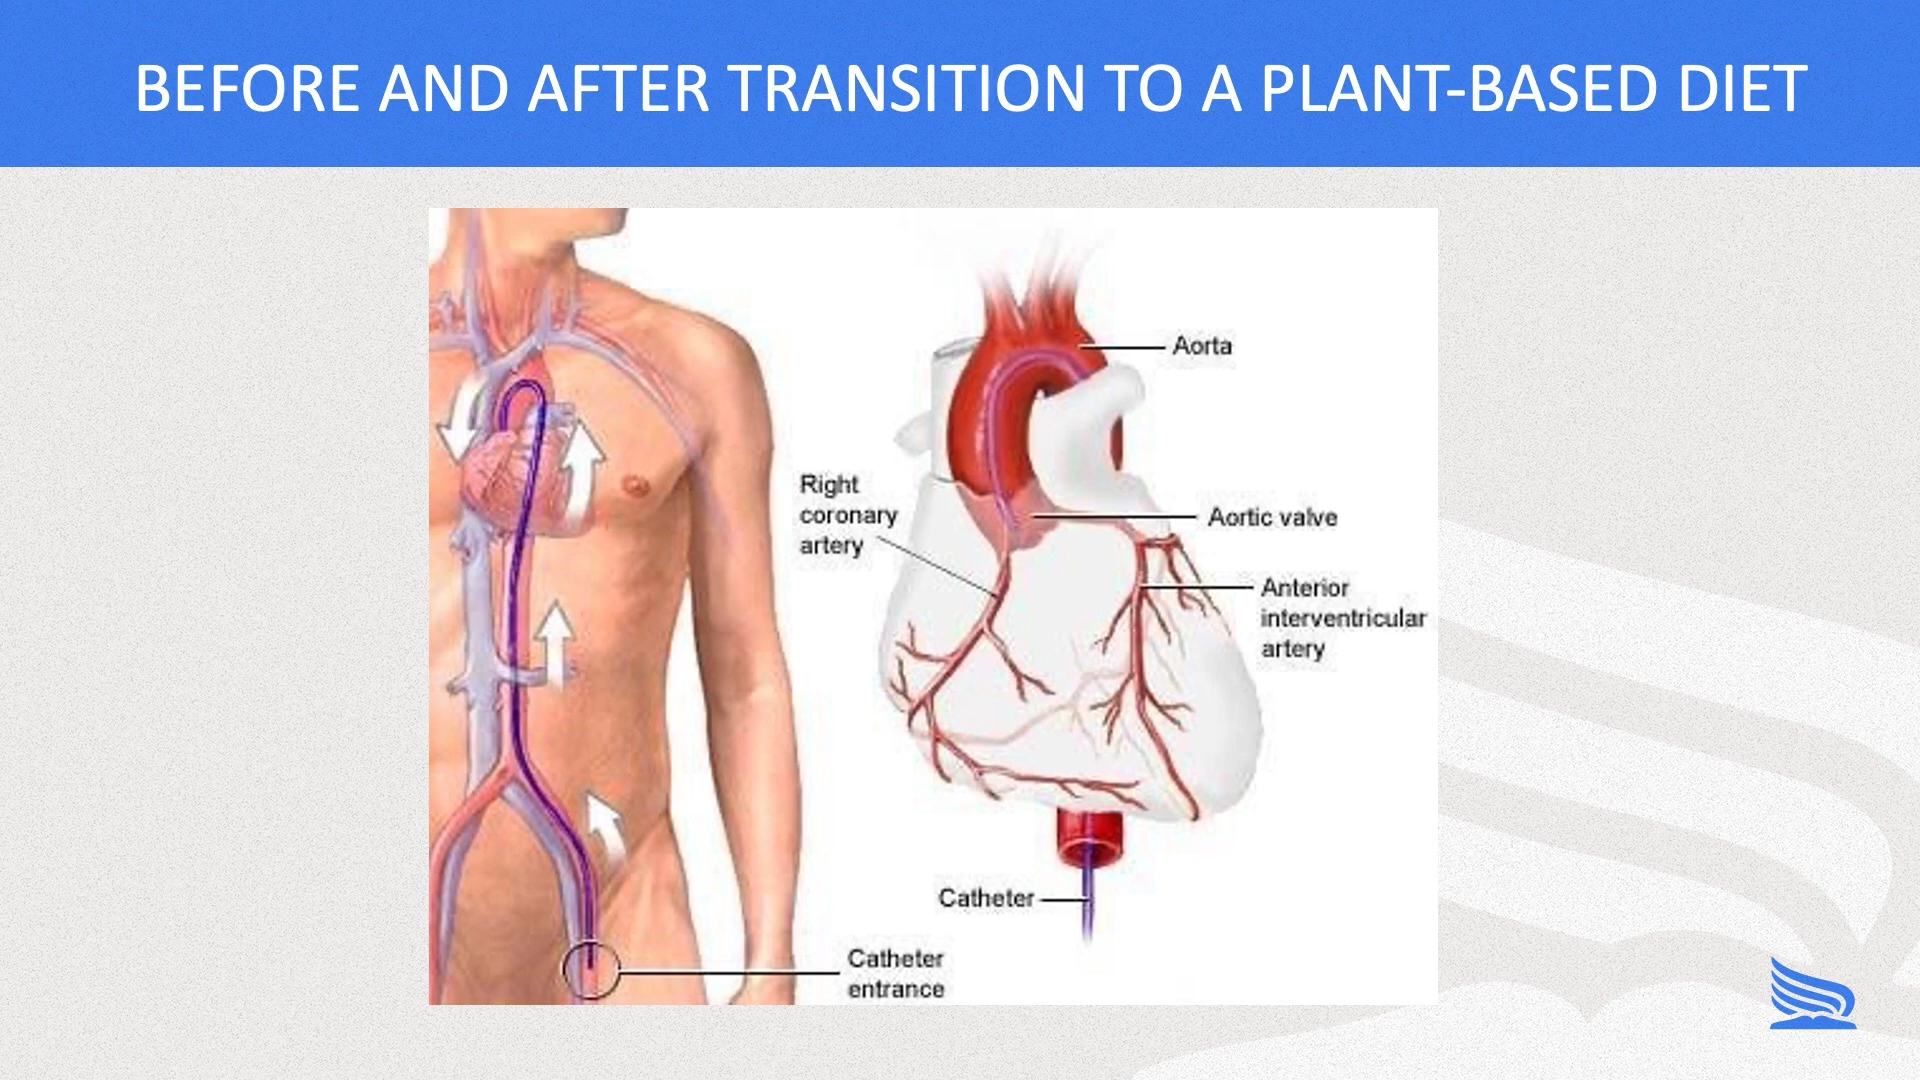 BEFORE AND AFTER TRANSITION TO A PLANT-BASED DIET
Aorta
Right
coronary
artery
Aortic valve
Anterior
interventricular
artery
Catheter
Catheter
entrance